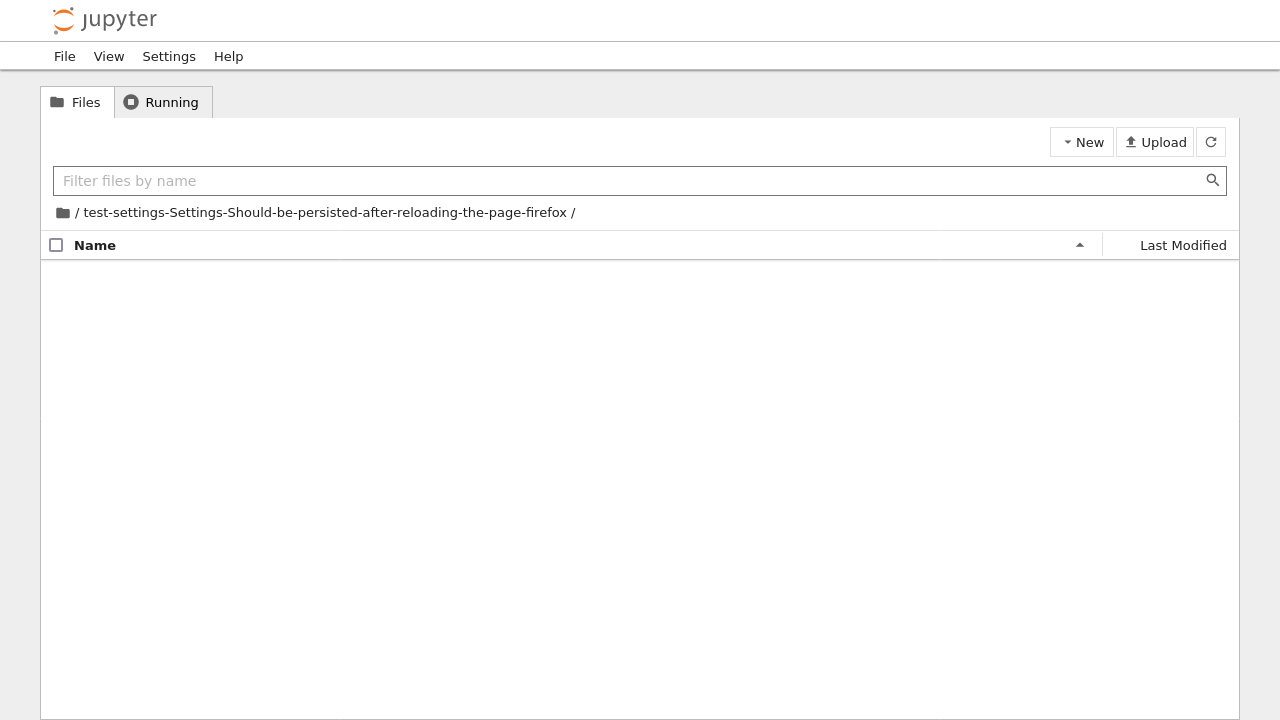 jupyter
File View Settings Help
Files Running
New Upload
Filter files by name
/ test-settings-Settings-Should-be-persisted-after-reloading-the-page-firefox /
Name Last Modified